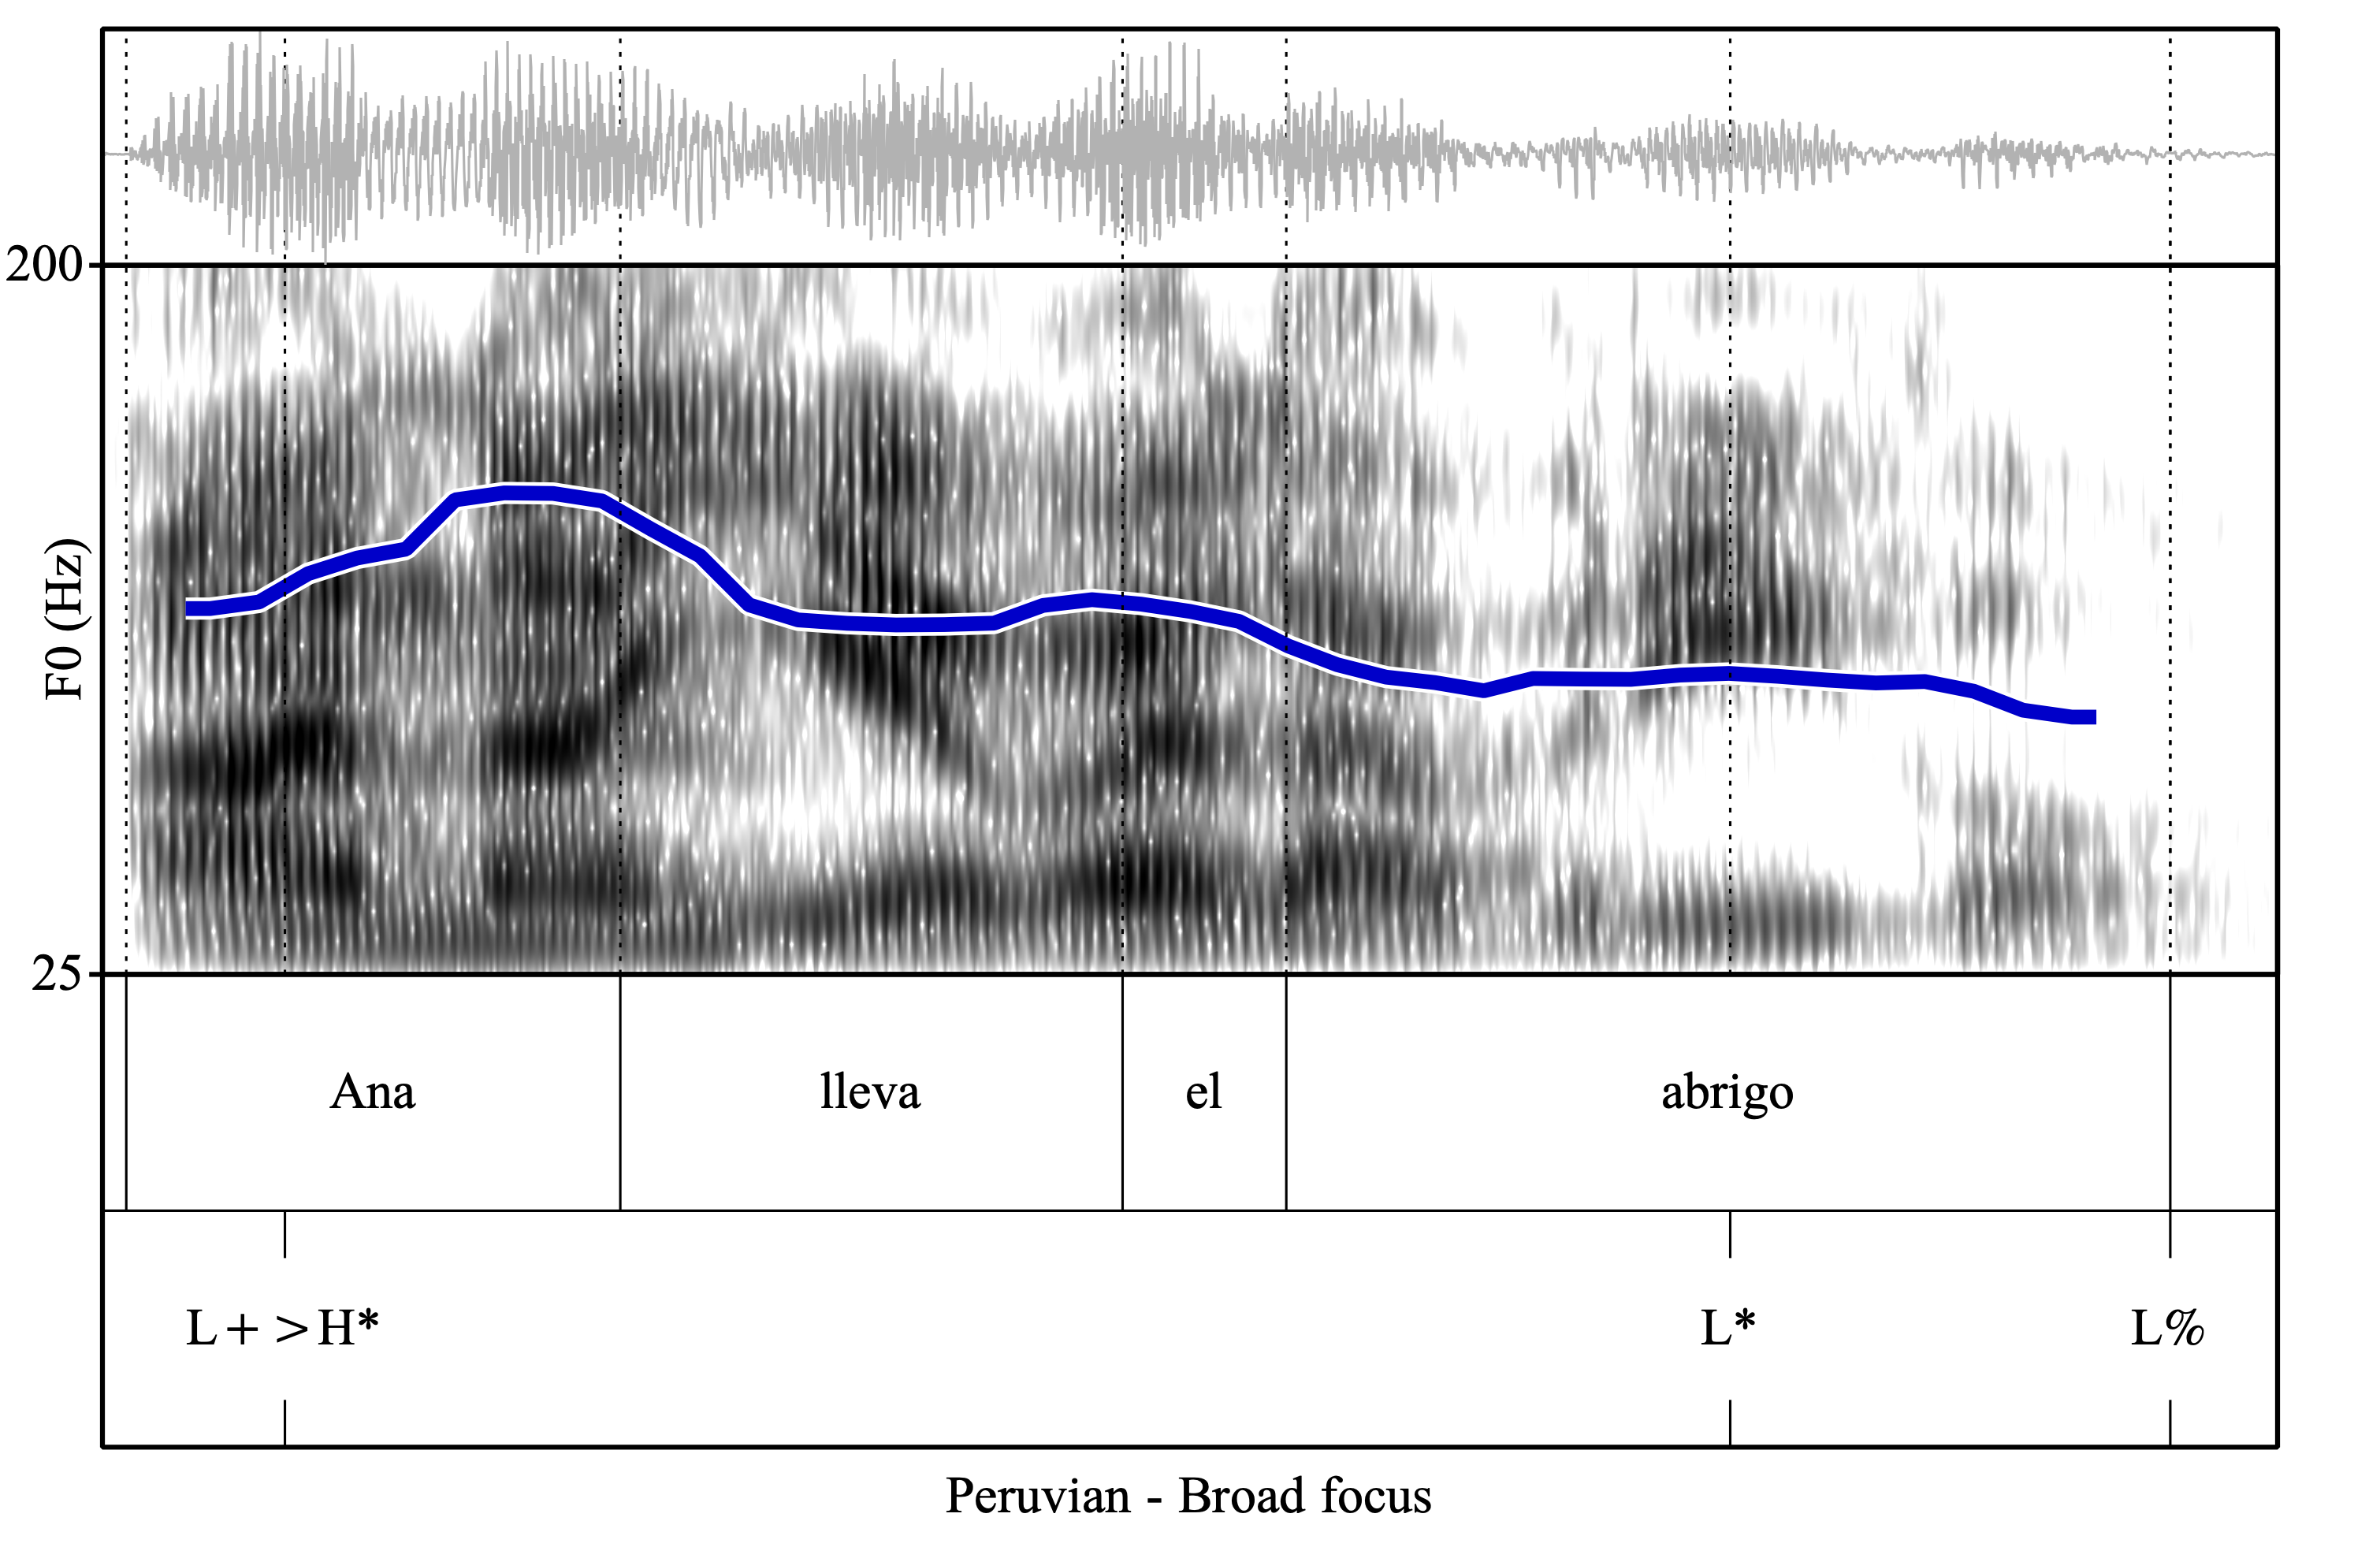 200
F0 (Hz)
25
Ana lleva el abrigo
L+>H* L* L%
Peruvian - Broad focus